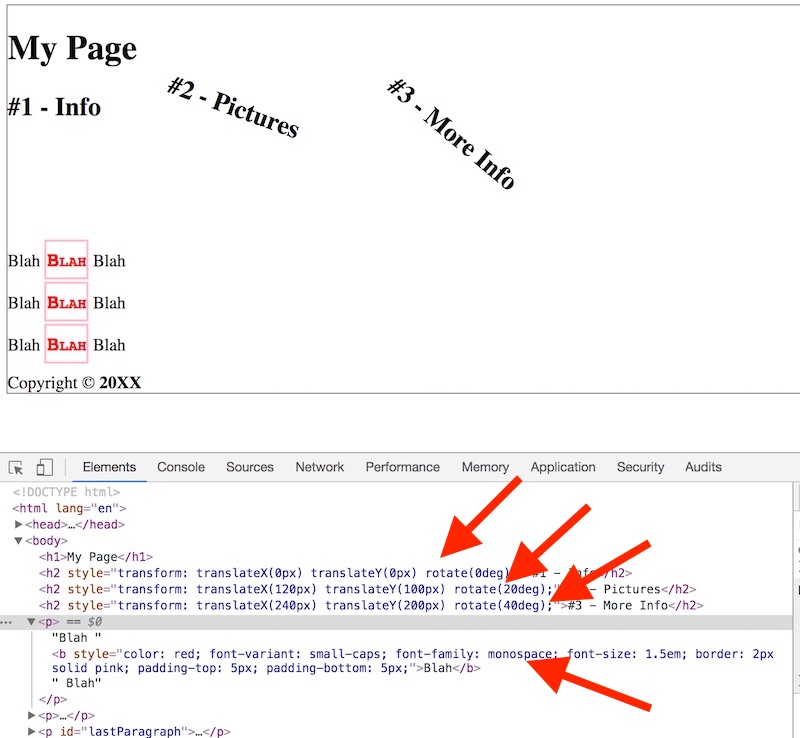 My Page
#1 - Info
#2 - Pictures
#3 - More Info
Blah Blah Blah
Blah Blah Blah
Blah Blah Blah
Copyright © 20XX
Elements Console Sources Network Performance Memory Application Security Audits
<!DOCTYPE html>
<html lang="en">
▶<head>…</head>
▼<body>
<h1>My Page</h1>
<h2 style="transform: translateX(0px) translateY(0px) rotate(0deg) #1 - Info</h2>
<h2 style="transform: translateX(120px) translateY(100px) rotate(20deg);" - Pictures</h2>
<h2 style="transform: translateX(240px) translateY(200px) rotate(40deg);">#3 - More Info</h2>
… ▼<p> == $0
"Blah "
<b style="color: red; font-variant: small-caps; font-family: monospace; font-size: 1.5em; border: 2px
solid pink; padding-top: 5px; padding-bottom: 5px;">Blah</b>
" Blah"
</p>
▶<p>…</p>
▶<p id="lastParagraph">…</p>